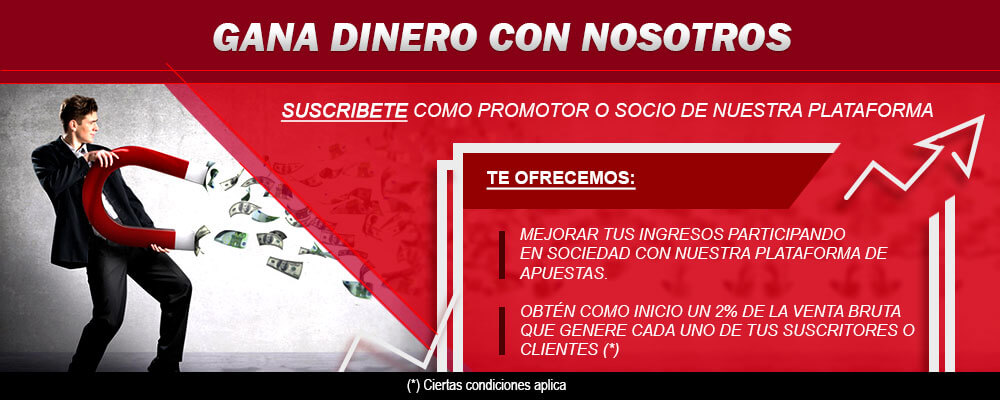 GANA DINERO CON NOSOTROS
SUSCRIBETE COMO PROMOTOR O SOCIO DE NUESTRA PLATAFORMA
TE OFRECEMOS:
MEJORAR TUS INGRESOS PARTICIPANDO
EN SOCIEDAD CON NUESTRA PLATAFORMA DE
APUESTAS.
OBTÉN COMO INICIO UN 2% DE LA VENTA BRUTA
QUE GENERE CADA UNO DE TUS SUSCRITORES O
CLIENTES (*)
(*) Ciertas condiciones aplica